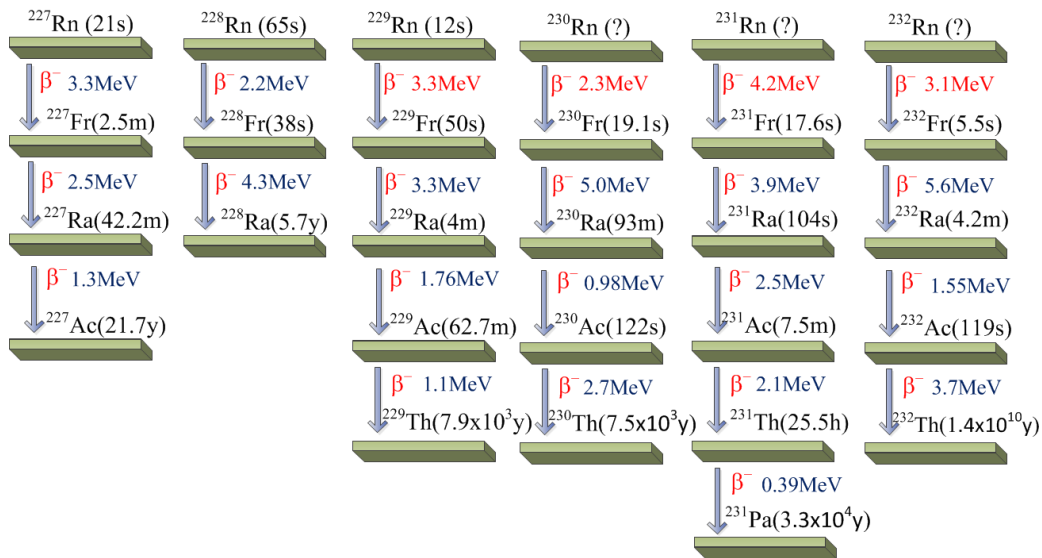 ²²⁷Rn (21s) ²²⁸Rn (65s) ²²⁹Rn (12s) ²³⁰Rn (?) ²³¹Rn (?) ²³²Rn (?)
β⁻ 3.3MeV β⁻ 2.2MeV β⁻ 3.3MeV β⁻ 2.3MeV β⁻ 4.2MeV β⁻ 3.1MeV
²²⁷Fr(2.5m) ²²⁸Fr(38s) ²²⁹Fr(50s) ²³⁰Fr(19.1s) ²³¹Fr(17.6s) ²³²Fr(5.5s)
β⁻ 2.5MeV β⁻ 4.3MeV β⁻ 3.3MeV β⁻ 5.0MeV β⁻ 3.9MeV β⁻ 5.6MeV
²²⁷Ra(42.2m) ²²⁸Ra(5.7y) ²²⁹Ra(4m) ²³⁰Ra(93m) ²³¹Ra(104s) ²³²Ra(4.2m)
β⁻ 1.3MeV β⁻ 1.76MeV β⁻ 0.98MeV β⁻ 2.5MeV β⁻ 1.55MeV
²²⁷Ac(21.7y) ²²⁹Ac(62.7m) ²³⁰Ac(122s) ²³¹Ac(7.5m) ²³²Ac(119s)
β⁻ 1.1MeV β⁻ 2.7MeV β⁻ 2.1MeV β⁻ 3.7MeV
²²⁹Th(7.9x10³y) ²³⁰Th(7.5x10³y) ²³¹Th(25.5h) ²³²Th(1.4x10¹⁰y)
β⁻ 0.39MeV
²³¹Pa(3.3x10⁴y)